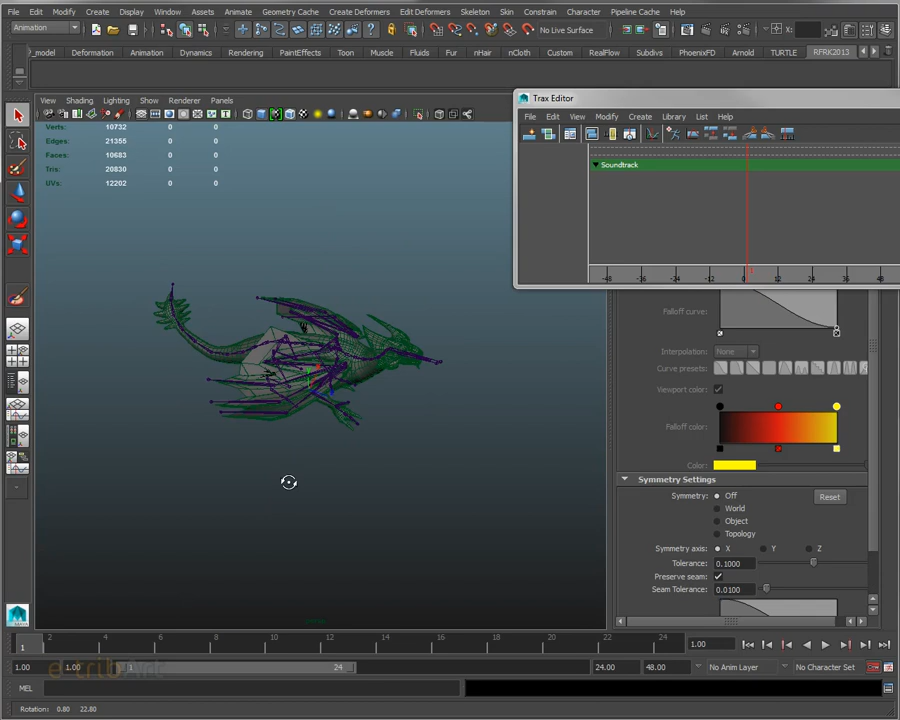 File Edit Modify Create Display Window Assets Animate Geometry Cache Create Deformers Edit Deformers Skeleton Skin Constrain Character Pipeline Cache Help
Animation No Live Surface
_model Deformation Animation Dynamics Rendering PaintEffects Toon Muscle Fluids Fur nHair nCloth Custom RealFlow Subdivs PhoenixFD Arnold TURTLE RFRK2013
View Shading Lighting Show Renderer Panels
Trax Editor
File Edit View Modify Create Library List Help
Verts: 10732 0 0
Edges: 21355 0 0
Faces: 10683 0 0
Tris: 20830 0 0
UVs: 12202 0 0
Soundtrack
-48 -36 -24 -12 0 12 24 36 48
Falloff curve:
Interpolation: None
Curve presets:
Viewport color:
Falloff color:
Color:
Symmetry Settings
Symmetry: Off Reset
World
Object
Topology
Symmetry axis: X Y Z
Tolerance: 0.1000
Preserve seam:
Seam Tolerance: 0.0100
MAYA
1 2 4 6 8 10 12 14 16 18 20 22 24 1.00
1.00 1.00 1 24 24.00 48.00 No Anim Layer No Character Set
e-tribArt
MEL
Rotation: 0.80 22.80